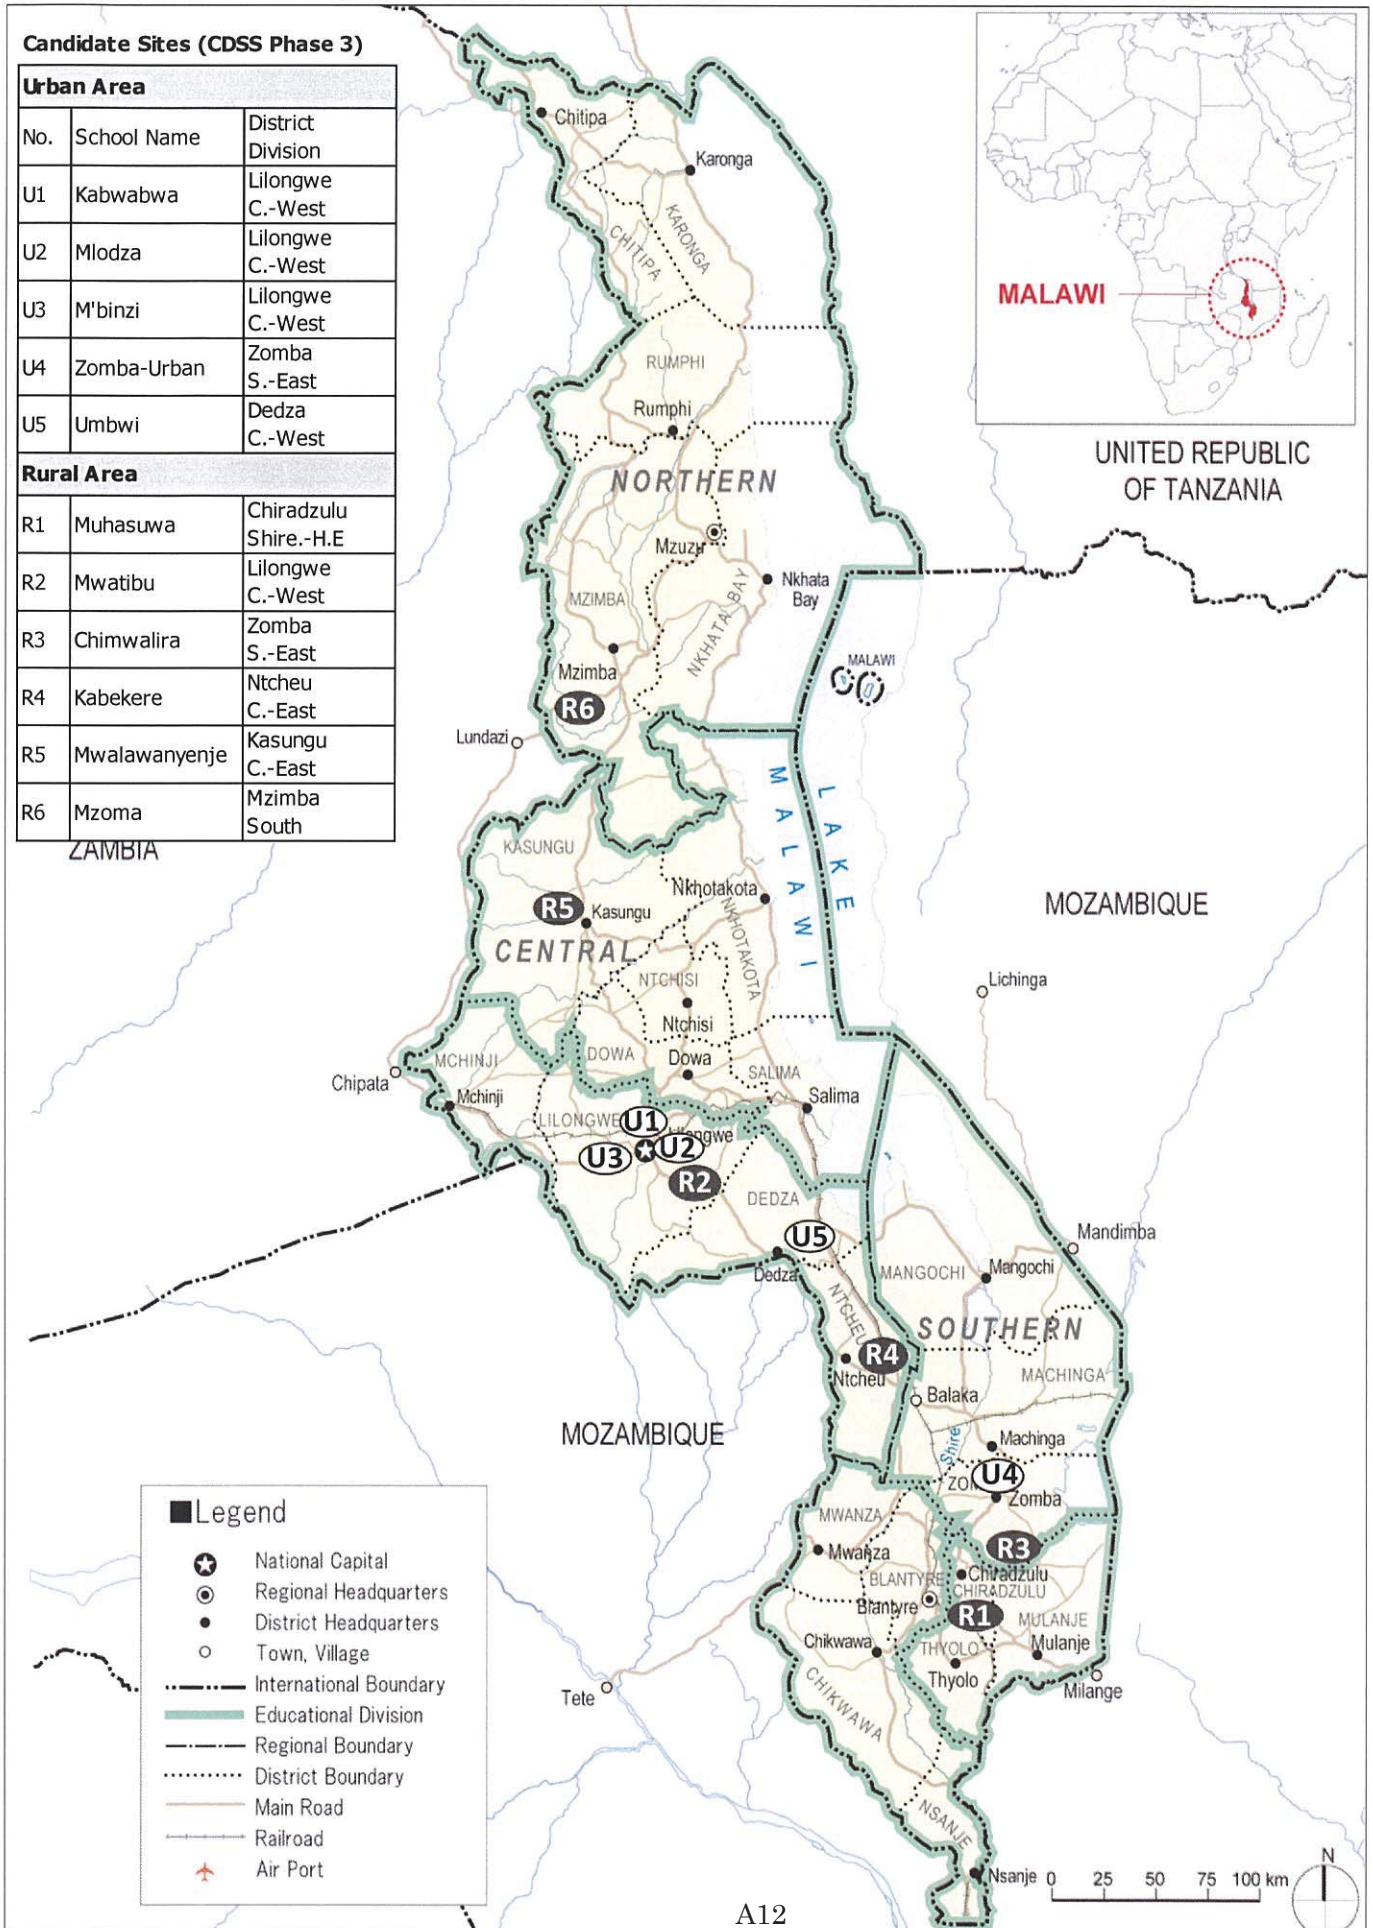 Candidate Sites (CDSS Phase 3)
Urban Area
No. School Name District Division
U1 Kabwabwa Lilongwe C.-West
U2 Mlodza Lilongwe C.-West
U3 M'binzi Lilongwe C.-West
U4 Zomba-Urban Zomba S.-East
U5 Umbwi Dedza C.-West
Rural Area
R1 Muhasuwa Chiradzulu Shire.-H.E
R2 Mwatibu Lilongwe C.-West
R3 Chimwalira Zomba S.-East
R4 Kabekere Ntcheu C.-East
R5 Mwalawanyenje Kasungu C.-East
R6 Mzoma Mzimba South
MALAWI
UNITED REPUBLIC
OF TANZANIA
Chitipa
Karonga
CHITIPA
KARONGA
RUMPHI
Rumphi
NORTHERN
Mzuzu
Nkhata
Bay
MZIMBA
NKHATA BAY
Mzimba
R6
MALAWI
Lundazi
ZAMBIA
LAKE
MALAWI
KASUNGU
R5
Kasungu
Nkhotakota
NKHOTAKOTA
CENTRAL
MOZAMBIQUE
NTCHISI
Ntchisi
Lichinga
DOWA
Dowa
MCHINJI
Mchinji
Chipata
SALIMA
Salima
LILONGWE
U1
Lilongwe
U2
U3
R2
DEDZA
U5
Dedza
Mandimba
MANGOCHI
Mangochi
NTCHEU
SOUTHERN
R4
Ntcheu
MACHINGA
Balaka
MOZAMBIQUE
Shire
Machinga
U4
Zomba
MWANZA
Mwanza
R3
Chiradzulu
BLANTYRE
CHIRADZULU
Blantyre
R1
MULANJE
Mulanje
Chikwawa
THYOLO
Thyolo
Milange
Tete
CHIKWAWA
NSANJE
Nsanje
Legend
National Capital
Regional Headquarters
District Headquarters
Town, Village
International Boundary
Educational Division
Regional Boundary
District Boundary
Main Road
Railroad
Air Port
0 25 50 75 100 km
N
A12